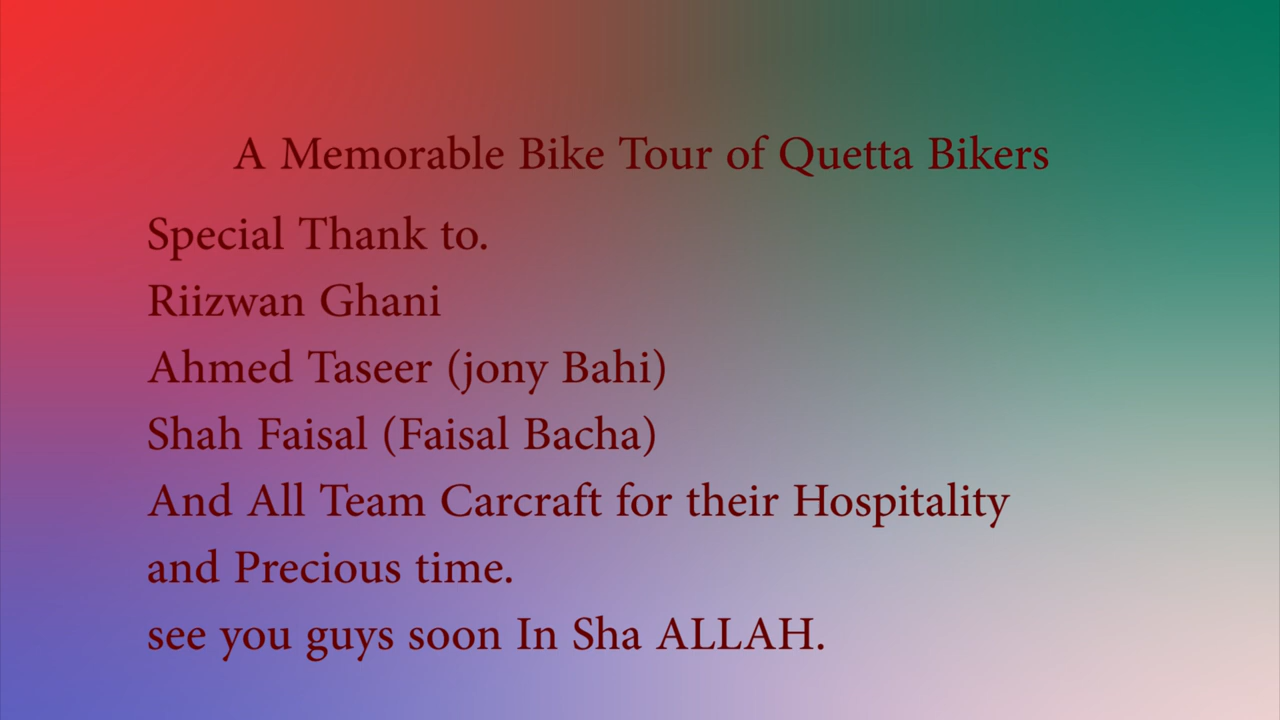 A Memorable Bike Tour of Quetta Bikers
Special Thank to.
Riizwan Ghani
Ahmed Taseer (jony Bahi)
Shah Faisal (Faisal Bacha)
And All Team Carcraft for their Hospitality
and Precious time.
see you guys soon In Sha ALLAH.